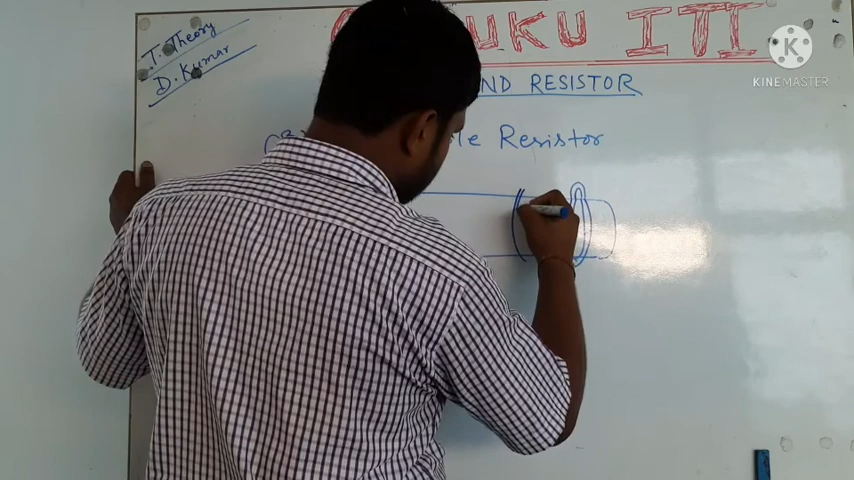 T. Theory
D. Kumar
UKU ITI
ND RESISTOR
le Resistor
K
KINEMASTER